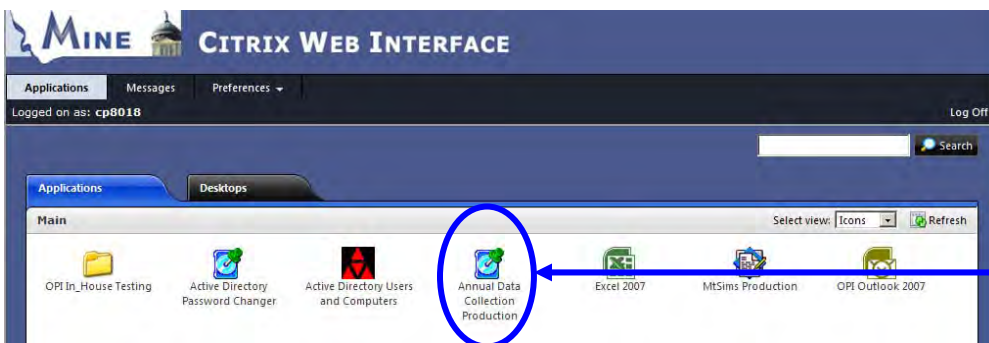 MINE CITRIX WEB INTERFACE
Applications Messages Preferences
Logged on as: cp8018 Log Off
Search
Applications Desktops
Main Select view: Icons Refresh
OPI In_House Testing Active Directory Active Directory Users Annual Data Excel 2007 MtSims Production OPI Outlook 2007
Password Changer and Computers Collection
Production